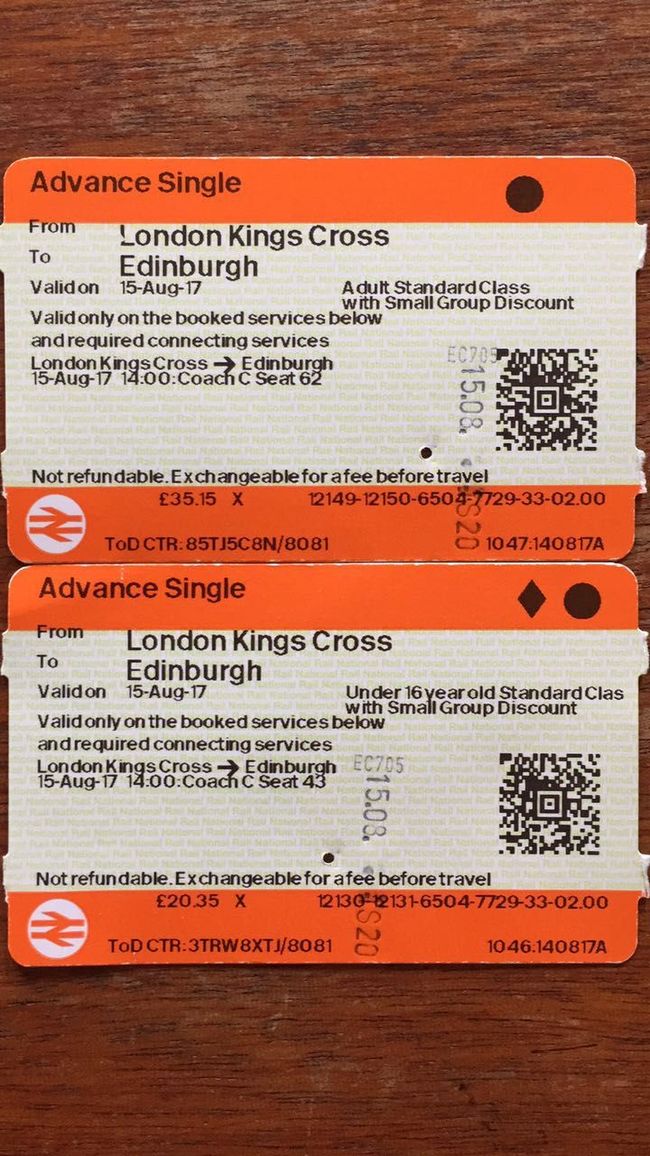 Advance Single
From London Kings Cross
To Edinburgh
Valid on 15-Aug-17 Adult Standard Class
with Small Group Discount
Valid only on the booked services below
and required connecting services
London Kings Cross → Edinburgh
15-Aug-17 14:00:Coach C Seat 62
EC705
15.08.
S20
Not refundable. Exchangeable for a fee before travel
£35.15 X 12149-12150-6504-7729-33-02.00
ToD CTR: 85TJ5C8N/8081 1047:140817A
Advance Single
From London Kings Cross
To Edinburgh
Valid on 15-Aug-17 Under 16 year old Standard Clas
with Small Group Discount
Valid only on the booked services below
and required connecting services
London Kings Cross → Edinburgh
15-Aug-17 14:00:Coach C Seat 43
EC705
15.08.
S20
Not refundable. Exchangeable for a fee before travel
£20.35 X 12130-12131-6504-7729-33-02.00
ToD CTR: 3TRW8XTJ/8081 1046:140817A